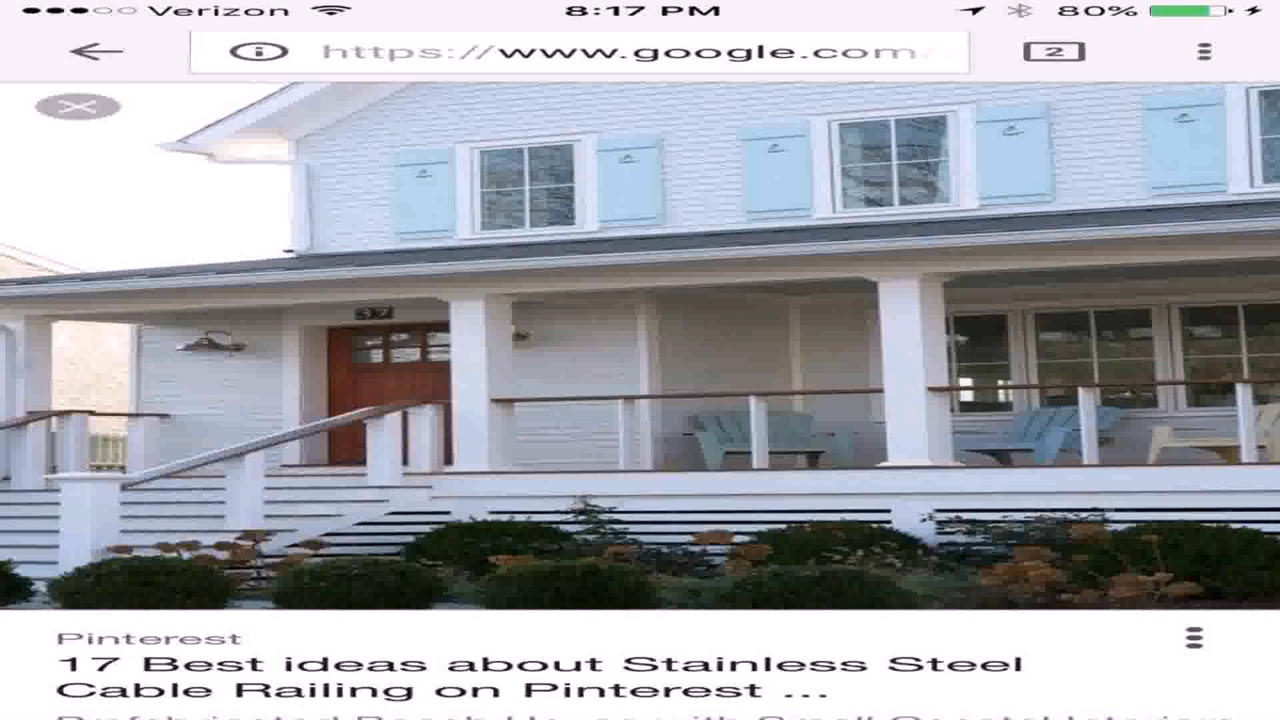 Verizon 8:17 PM 80%
https://www.google.com
2
37
Pinterest
17 Best ideas about Stainless Steel
Cable Railing on Pinterest ...